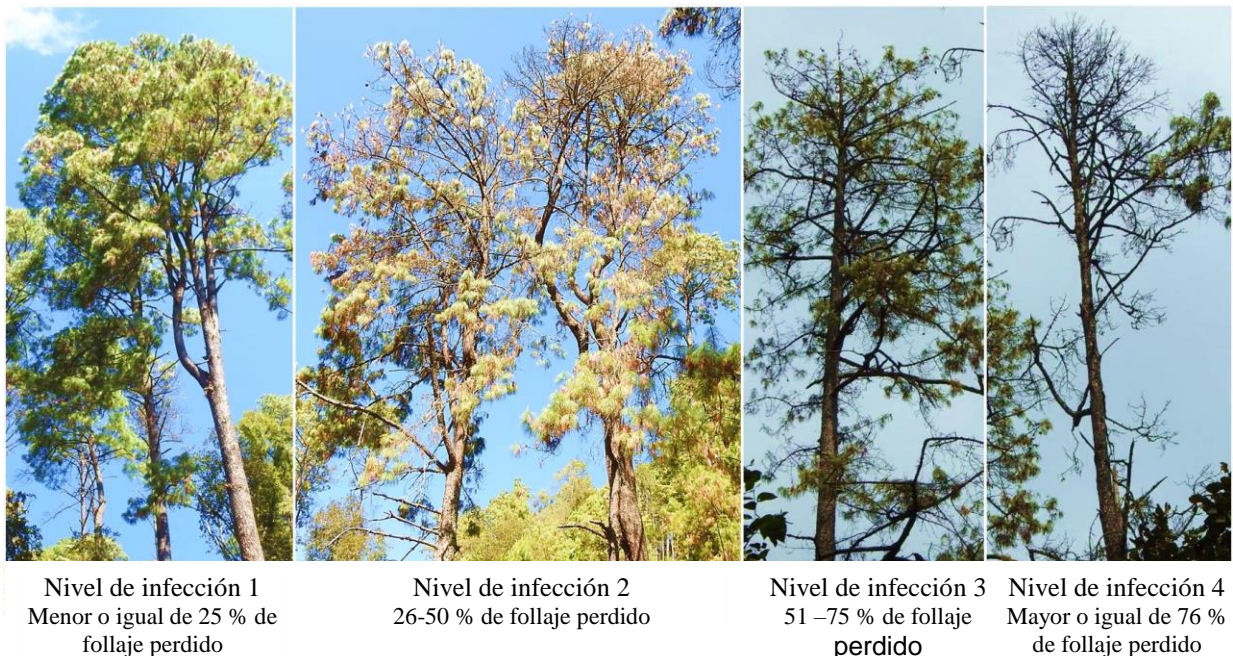 Nivel de infección 1
Menor o igual de 25 % de
follaje perdido
Nivel de infección 2
26-50 % de follaje perdido
Nivel de infección 3
51 –75 % de follaje
perdido
Nivel de infección 4
Mayor o igual de 76 %
de follaje perdido